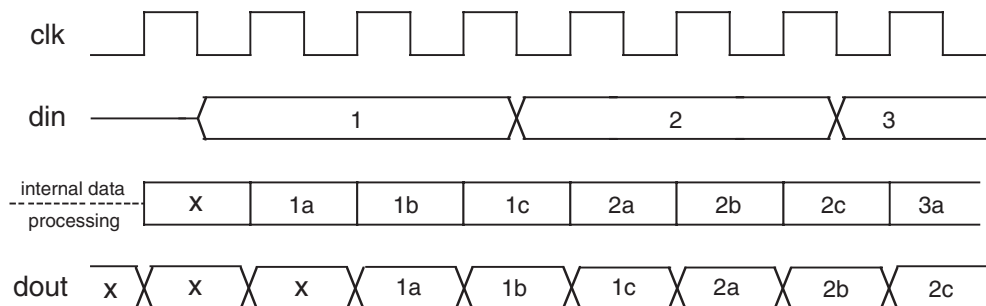 clk
din 1 2 3
internal data
processing
x 1a 1b 1c 2a 2b 2c 3a
dout x x x 1a 1b 1c 2a 2b 2c